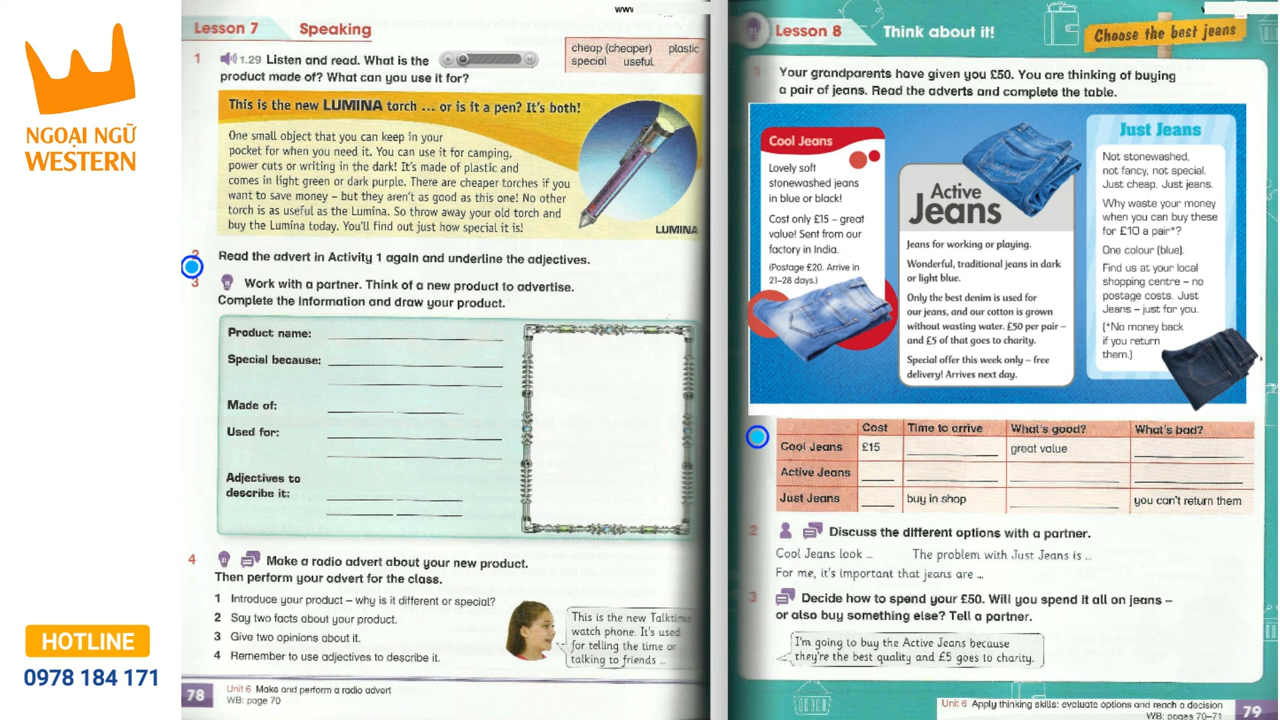 NGOẠI NGỮ
WESTERN
HOTLINE
0978 184 171
Lesson 7 Speaking
1 1.29 Listen and read. What is the
product made of? What can you use it for?
cheap (cheaper) plastic
special useful
This is the new LUMINA torch ... or is it a pen? It's both!
One small object that you can keep in your
pocket for when you need it. You can use it for camping,
power cuts or writing in the dark! It's made of plastic and
comes in light green or dark purple. There are cheaper torches if you
want to save money – but they aren't as good as this one! No other
torch is as useful as the Lumina. So throw away your old torch and
buy the Lumina today. You'll find out just how special it is!
LUMINA
2 Read the advert in Activity 1 again and underline the adjectives.
3 Work with a partner. Think of a new product to advertise.
Complete the information and draw your product.
Product name:
Special because:
Made of:
Used for:
Adjectives to
describe it:
4 Make a radio advert about your new product.
Then perform your advert for the class.
1 Introduce your product – why is it different or special?
2 Say two facts about your product.
3 Give two opinions about it.
4 Remember to use adjectives to describe it.
This is the new Talktime
watch phone. It's used
for telling the time or
talking to friends ...
78 Unit 6 Make and perform a radio advert
WB: page 70
Lesson 8 Think about it!
Choose the best jeans
1 Your grandparents have given you £50. You are thinking of buying
a pair of jeans. Read the adverts and complete the table.
Cool Jeans
Lovely soft
stonewashed jeans
in blue or black!
Cost only £15 – great
value! Sent from our
factory in India.
(Postage £20. Arrive in
21–28 days.)
Active
Jeans
Jeans for working or playing.
Wonderful, traditional jeans in dark
or light blue.
Only the best denim is used for
our jeans, and our cotton is grown
without wasting water. £50 per pair –
and £5 of that goes to charity.
Special offer this week only – free
delivery! Arrives next day.
Just Jeans
Not stonewashed,
not fancy, not special.
Just cheap. Just jeans.
Why waste your money
when you can buy these
for £10 a pair*?
One colour (blue).
Find us at your local
shopping centre – no
postage costs. Just
Jeans – just for you.
(*No money back
if you return
them.)
Cost Time to arrive What's good? What's bad?
Cool Jeans £15 great value
Active Jeans
Just Jeans buy in shop you can't return them
2 Discuss the different options with a partner.
Cool Jeans look ... The problem with Just Jeans is ...
For me, it's important that jeans are ...
3 Decide how to spend your £50. Will you spend it all on jeans –
or also buy something else? Tell a partner.
I'm going to buy the Active Jeans because
they're the best quality and £5 goes to charity.
Unit 6 Apply thinking skills: evaluate options and reach a decision
WB: pages 70–71 79